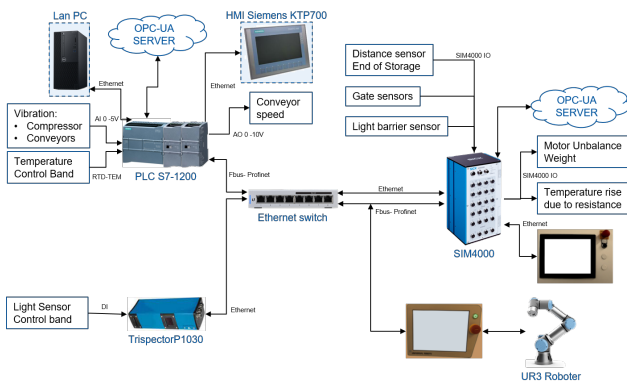 Lan PC
OPC-UA
SERVER
HMI Siemens KTP700
Ethernet
Ethernet
Vibration:
• Compressor
• Conveyors
AI 0 -5V
Temperature
Control Band
RTD-TEM
PLC S7-1200
Conveyor
speed
AO 0 -10V
Distance sensor
End of Storage
SIM4000 IO
Gate sensors
Light barrier sensor
OPC-UA
SERVER
Motor Unbalance
Weight
SIM4000 IO
Temperature rise
due to resistance
Ethernet
SIM4000
Fbus- Profinet
Ethernet switch
Ethernet
Fbus- Profinet
Light Sensor
Control band
DI
TrispectorP1030
Ethernet
UR3 Roboter